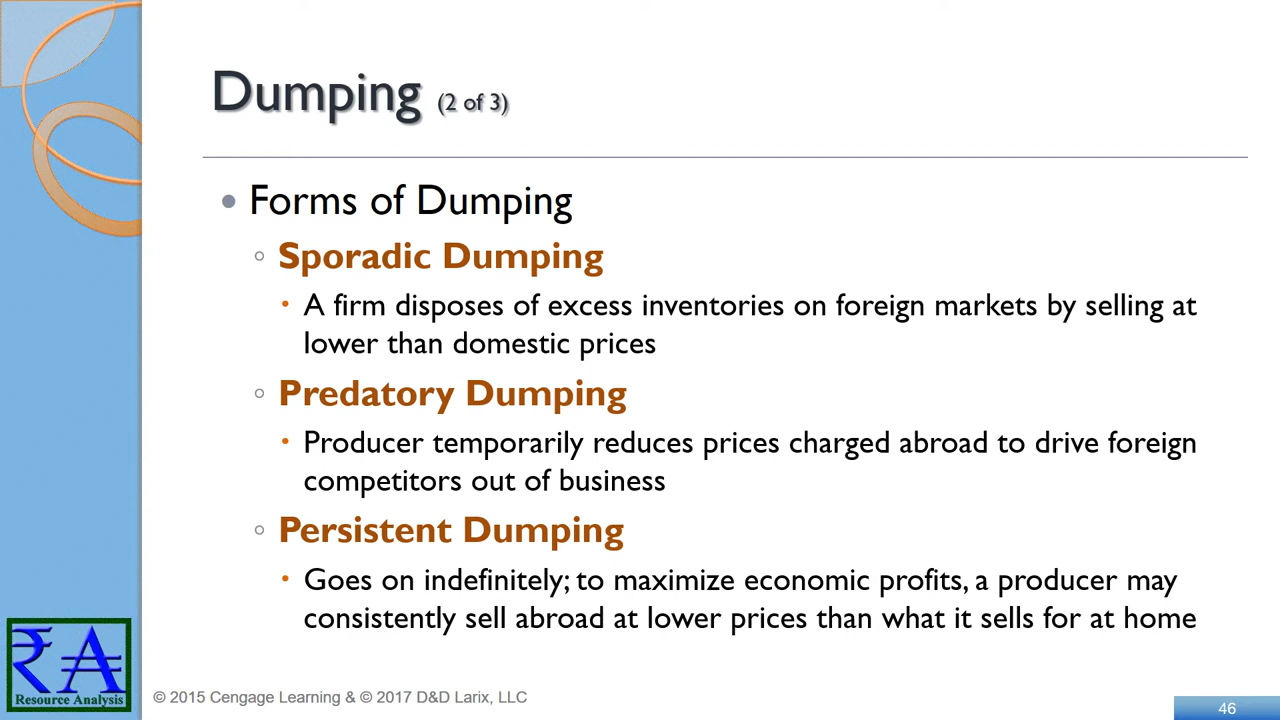 Dumping (2 of 3)
• Forms of Dumping
◦ Sporadic Dumping
• A firm disposes of excess inventories on foreign markets by selling at
lower than domestic prices
◦ Predatory Dumping
• Producer temporarily reduces prices charged abroad to drive foreign
competitors out of business
◦ Persistent Dumping
• Goes on indefinitely; to maximize economic profits, a producer may
consistently sell abroad at lower prices than what it sells for at home
₹ A
Resource Analysis
© 2015 Cengage Learning & © 2017 D&D Larix, LLC
46